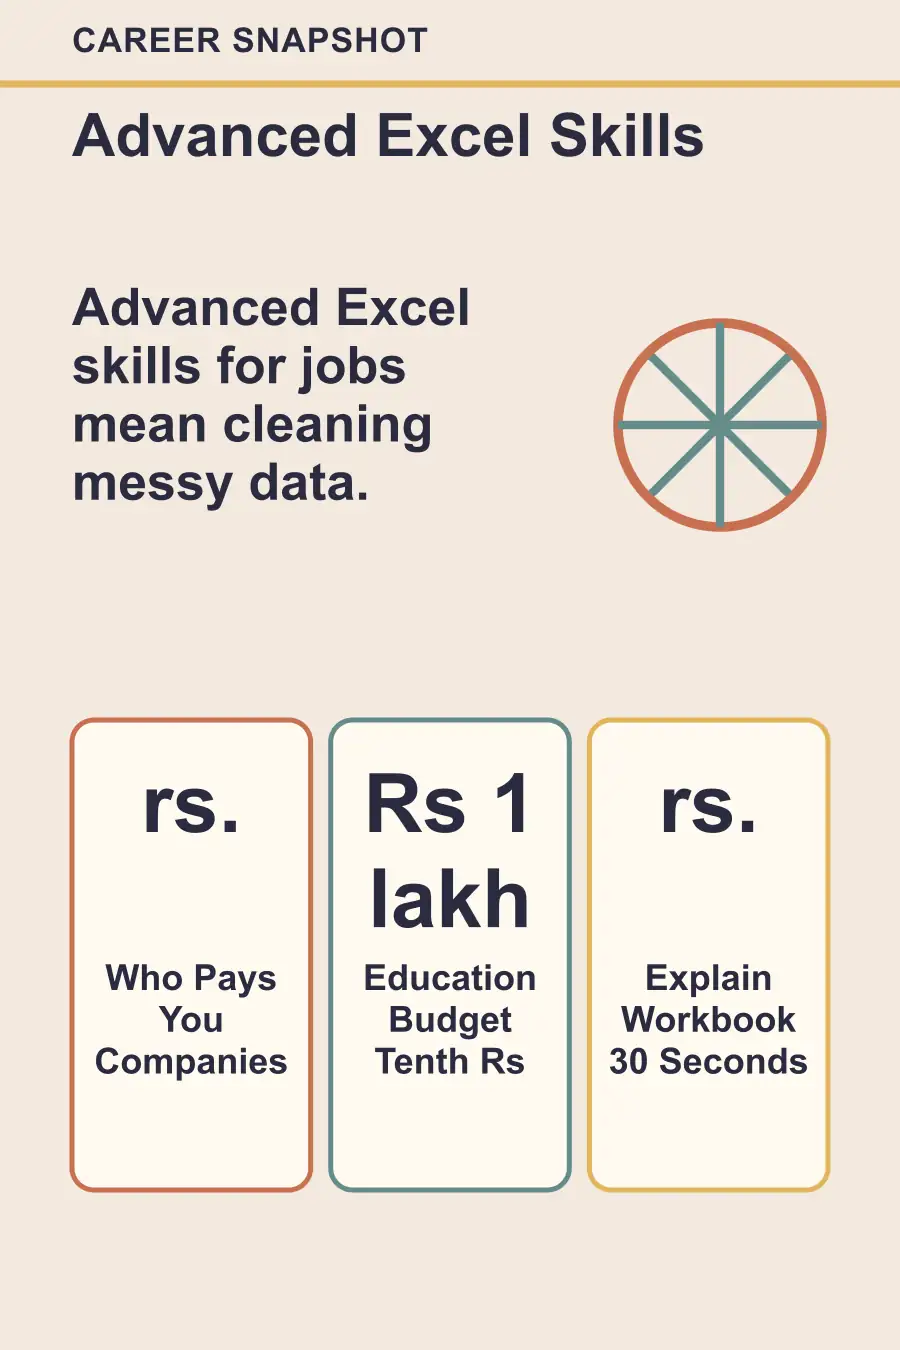 CAREER SNAPSHOT
Advanced Excel Skills
Advanced Excel
skills for jobs
mean cleaning
messy data.
rs.
Who Pays
You
Companies
Rs 1
lakh
Education
Budget
Tenth Rs
rs.
Explain
Workbook
30 Seconds